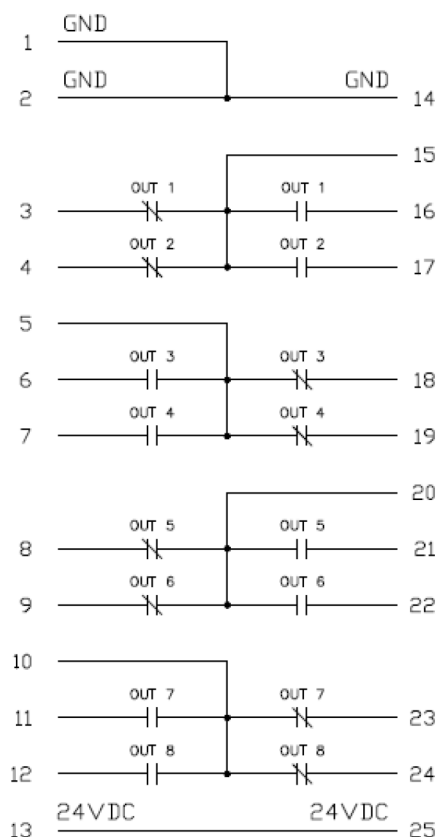 1 GND
2 GND GND 14
15
3 OUT 1 OUT 1 16
4 OUT 2 OUT 2 17
5
6 OUT 3 OUT 3 18
7 OUT 4 OUT 4 19
20
8 OUT 5 OUT 5 21
9 OUT 6 OUT 6 22
10
11 OUT 7 OUT 7 23
12 OUT 8 OUT 8 24
13 24VDC 24VDC 25